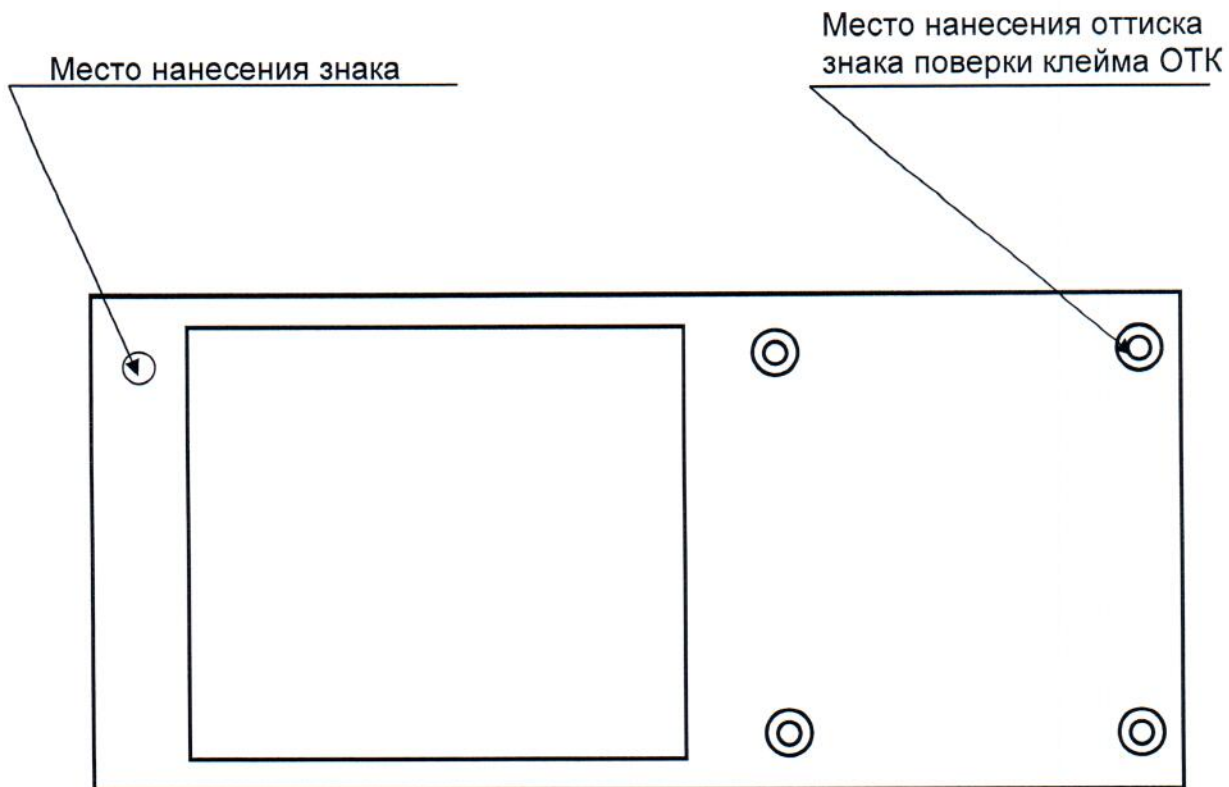 Место нанесения знака
Место нанесения оттиска
знака поверки клейма ОТК